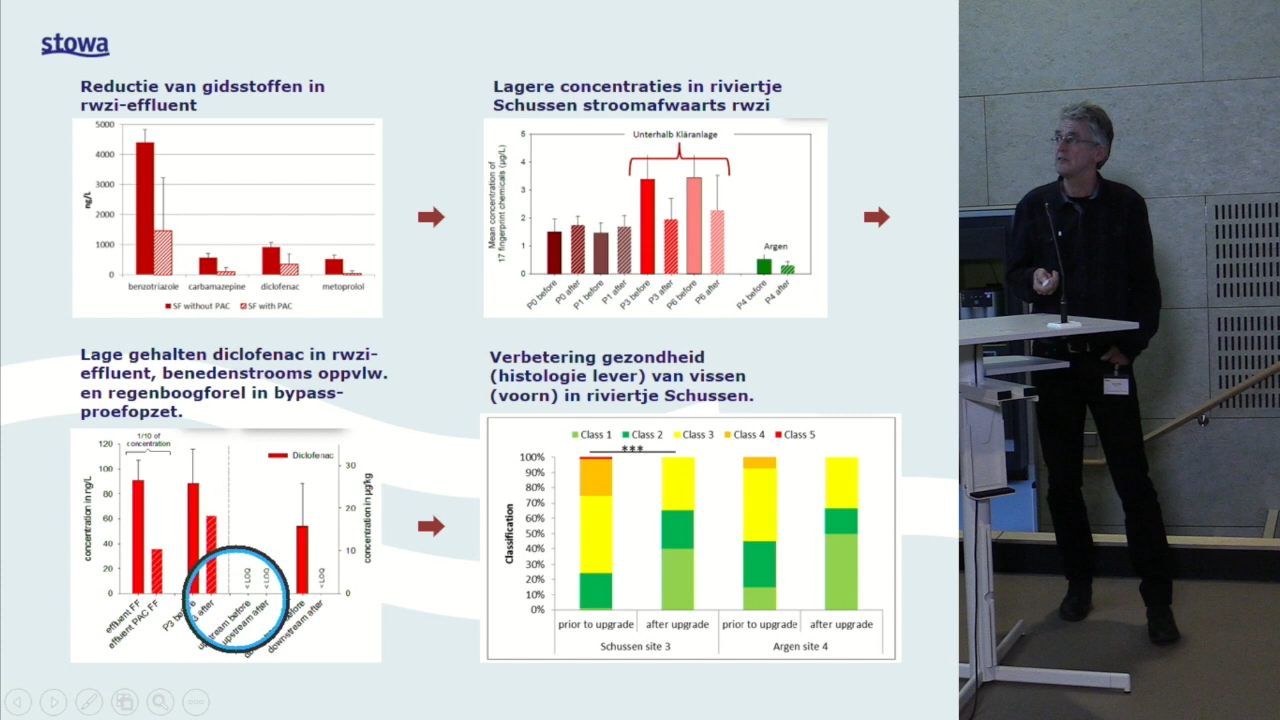 stowa
Reductie van gidsstoffen in
rwzi-effluent
5000
4000
3000
2000
1000
0
ng/L
benzotriazole carbamazepine diclofenac metoprolol
SF without PAC SF with PAC
Lagere concentraties in riviertje
Schussen stroomafwaarts rwzi
Unterhalb Kläranlage
6
5
4
3
2
1
0
Mean concentration of
17 fingerprint chemicals (µg/L)
Argen
P0 before P0 after P1 before P1 after P3 before P3 after P6 before P6 after P4 before P4 after
Lage gehalten diclofenac in rwzi-
effluent, benedenstrooms oppvlw.
en regenboogforel in bypass-
proefopzet.
1/10 of
concentration
120
100
80
60
40
20
0
concentration in ng/L
Diclofenac
30
20
10
0
concentration in µg/kg
< LOQ < LOQ < LOQ
effluent FF effluent PAC FF P3 after upstream before upstream after downstream after
Verbetering gezondheid
(histologie lever) van vissen
(voorn) in riviertje Schussen.
Class 1 Class 2 Class 3 Class 4 Class 5
***
100%
90%
80%
70%
60%
50%
40%
30%
20%
10%
0%
Classification
prior to upgrade after upgrade prior to upgrade after upgrade
Schussen site 3 Argen site 4